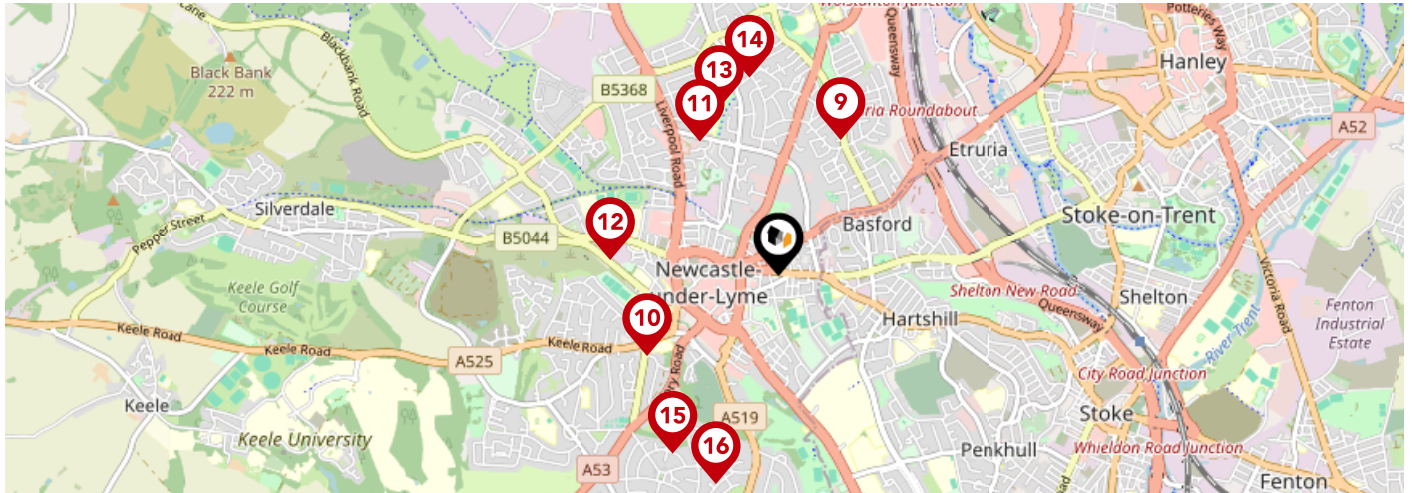 Lane
Wolstanton Junction
Potteries Way
Queensway
14
Blackbank Road
Hanley
13
Black Bank
222 m
B5368
11
9
ria Roundabout
Liverpool Road
A52
Etruria
Silverdale
12
Stoke-on-Trent
Pepper Street
Basford
B5044
Newcastle-
under-Lyme
Keele Golf
Course
Shelton New Road
Shelton
Queensway
Victoria Road
Fenton
Industrial
Estate
10
Hartshill
River Trent
Keele Road
Keele Road
Keele Road
A525
City Road Junction
ry Road
Keele
15
A519
Stoke
Keele University
16
Penkhull
Whieldon Road Junction
A53
Fenton